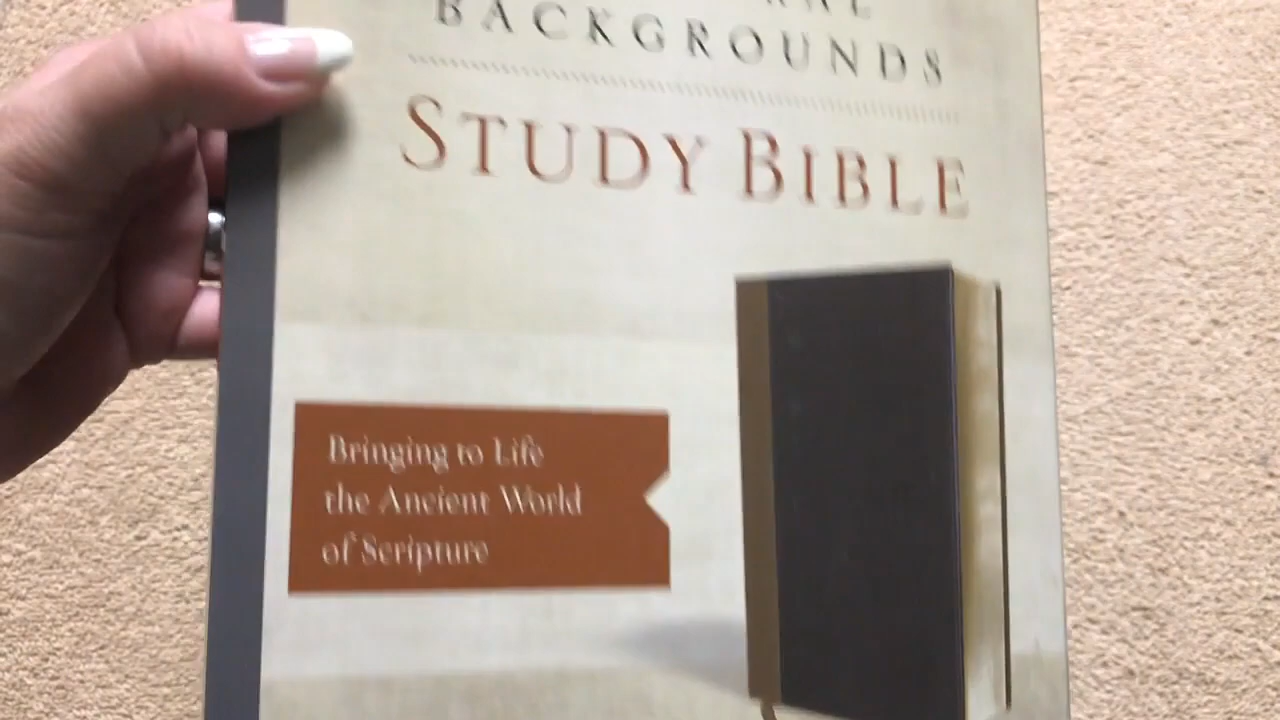 BACKGROUNDS
STUDY BIBLE
Bringing to Life
the Ancient World
of Scripture